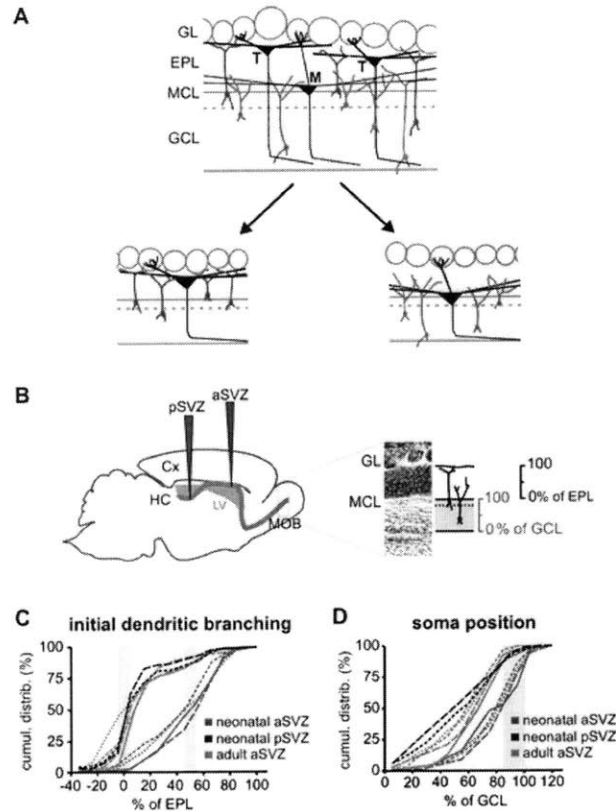 A
GL
EPL
MCL
GCL
T
M
T
B
pSVZ
aSVZ
Cx
HC
LV
MOB
GL
MCL
100
0% of EPL
100
0% of GCL
C
initial dendritic branching
cumul. distrib. (%)
100
75
50
25
0
-40 -20 0 20 40 60 80 100
% of EPL
neonatal aSVZ
neonatal pSVZ
adult aSVZ
D
soma position
cumul. distrib. (%)
100
75
50
25
0
0 20 40 60 80 100 120
% of GCL
neonatal aSVZ
neonatal pSVZ
adult aSVZ